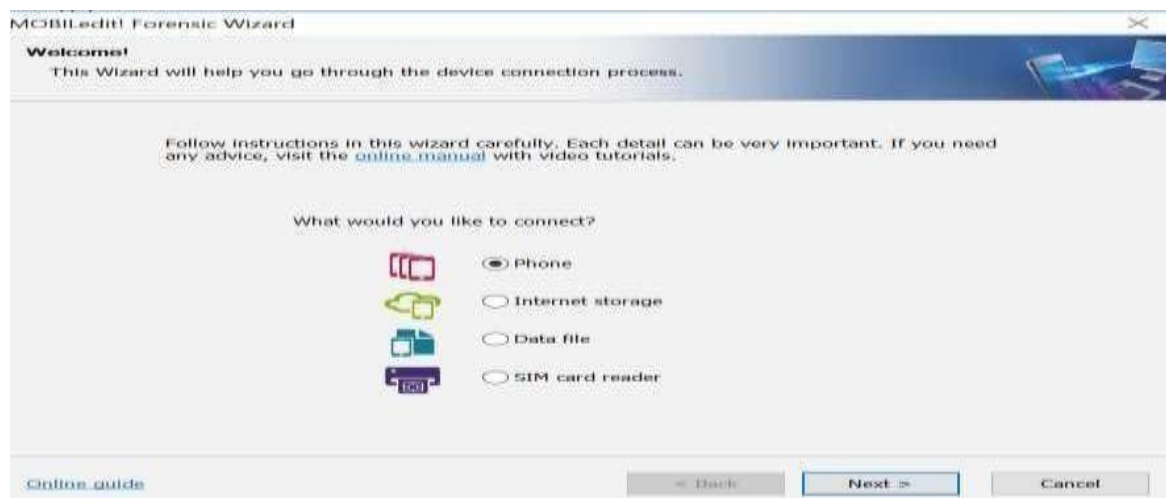 MOBILedit! Forensic Wizard
Welcome!
This Wizard will help you go through the device connection process.
Follow instructions in this wizard carefully. Each detail can be very important. If you need
any advice, visit the online manual with video tutorials.
What would you like to connect?
Phone
Internet storage
Data file
SIM card reader
Online guide
< Back
Next >
Cancel